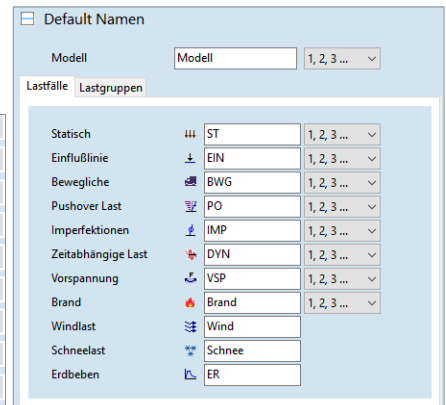 Default Namen
Modell Modell 1, 2, 3 ...
Lastfälle Lastgruppen
Statisch ST 1, 2, 3 ...
Einflußlinie EIN 1, 2, 3 ...
Bewegliche BWG 1, 2, 3 ...
Pushover Last PO 1, 2, 3 ...
Imperfektionen IMP 1, 2, 3 ...
Zeitabhängige Last DYN 1, 2, 3 ...
Vorspannung VSP 1, 2, 3 ...
Brand Brand 1, 2, 3 ...
Windlast Wind
Schneelast Schnee
Erdbeben ER